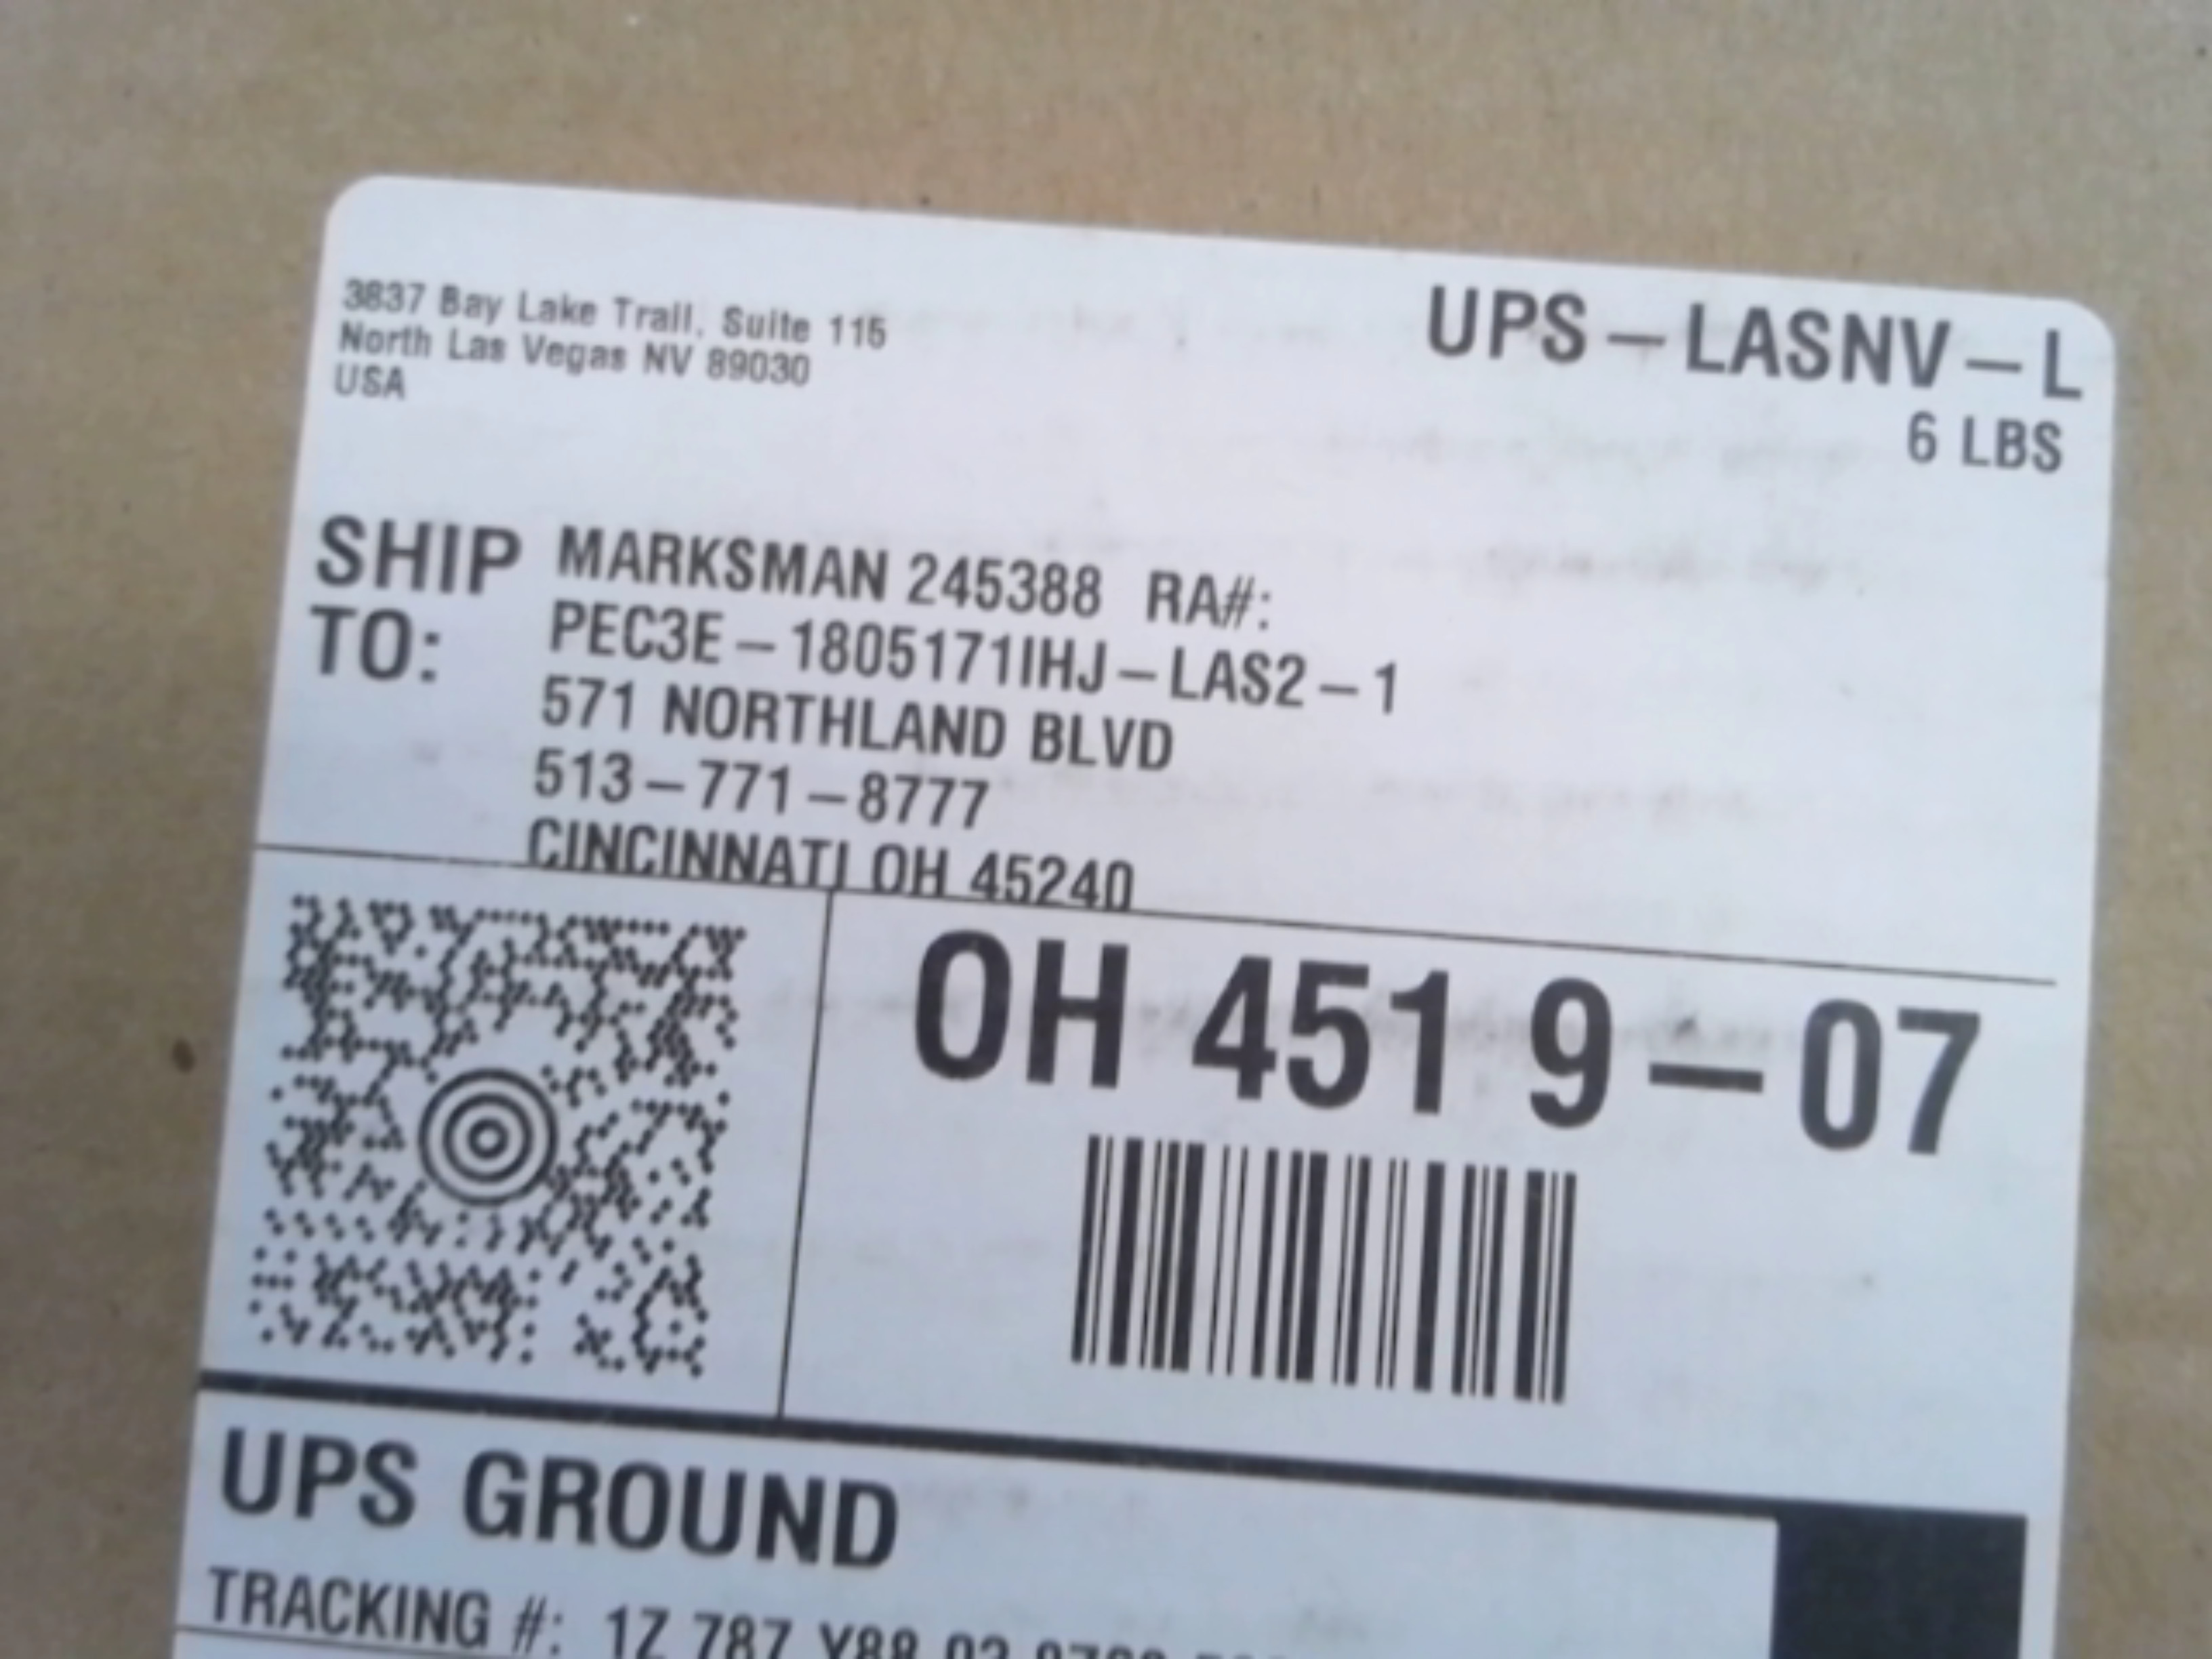 3837 Bay Lake Trail, Suite 115
North Las Vegas NV 89030
USA
UPS-LASNV-L
6 LBS
SHIP TO:
MARKSMAN 245388 RA#:
PEC3E-1805171IHJ-LAS2-1
571 NORTHLAND BLVD
513-771-8777
CINCINNATI OH 45240
OH 451 9-07
UPS GROUND
TRACKING #: 1Z 787